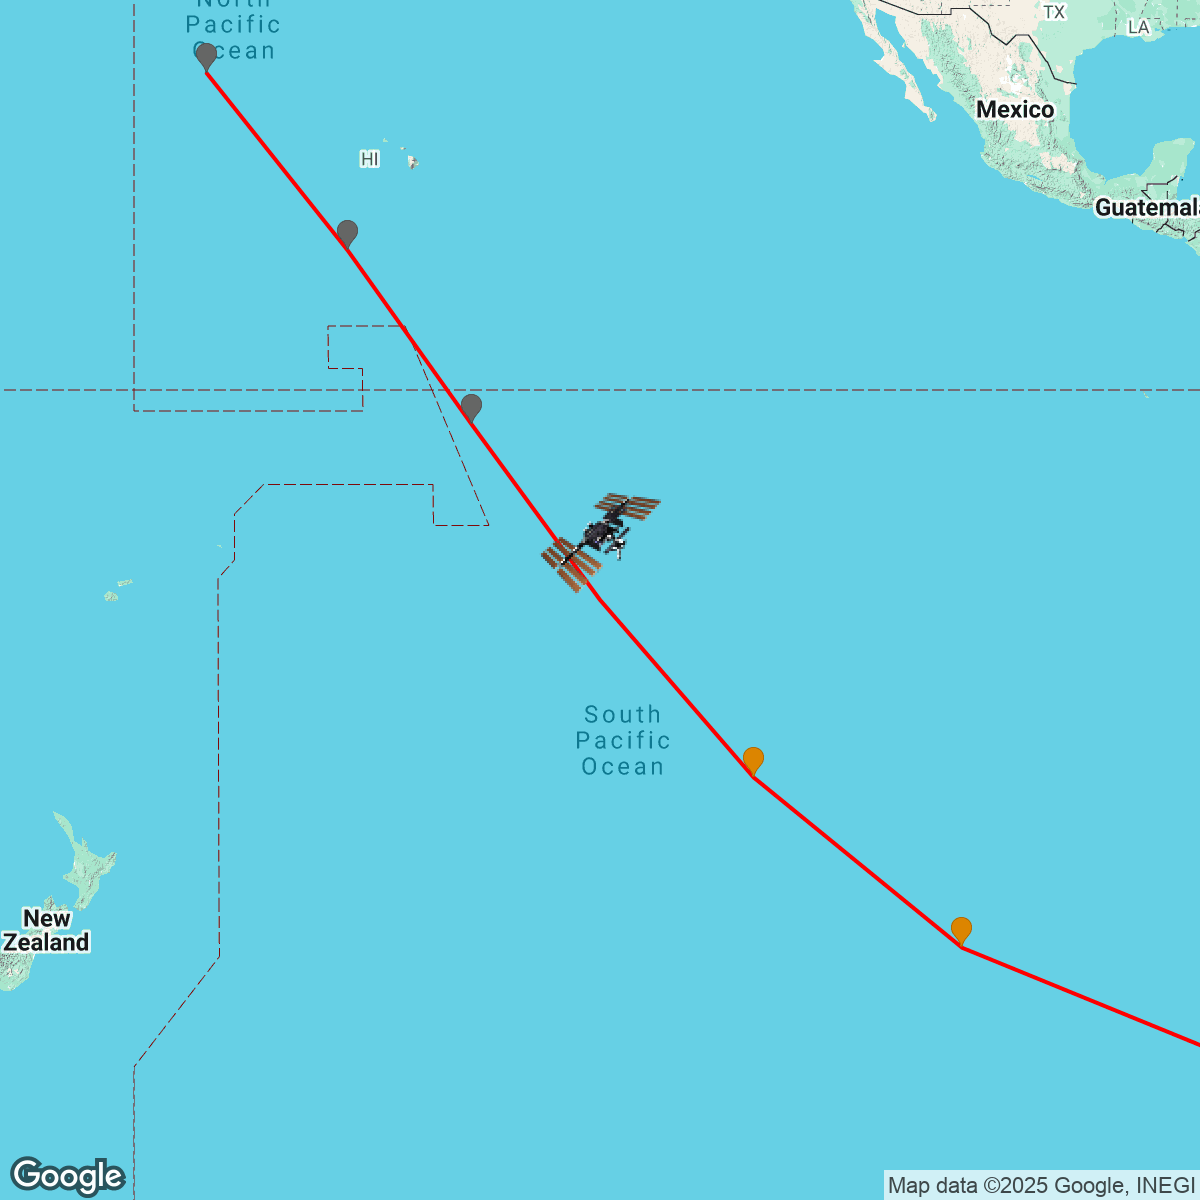 North
Pacific
Ocean
TX
LA
Mexico
HI
Guatemala
South
Pacific
Ocean
New
Zealand
Google
Map data ©2025 Google, INEGI